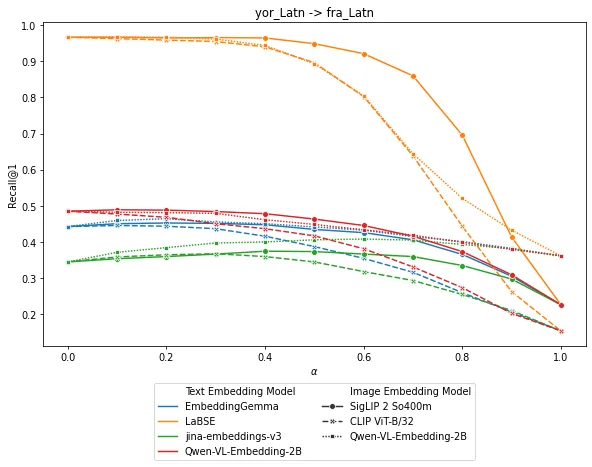 yor_Latn -> fra_Latn
1.0
0.9
0.8
0.7
0.6
0.5
0.4
0.3
0.2
Recall@1
0.0 0.2 0.4 0.6 0.8 1.0
α
Text Embedding Model Image Embedding Model
EmbeddingGemma SigLIP 2 So400m
LaBSE CLIP ViT-B/32
jina-embeddings-v3 Qwen-VL-Embedding-2B
Qwen-VL-Embedding-2B